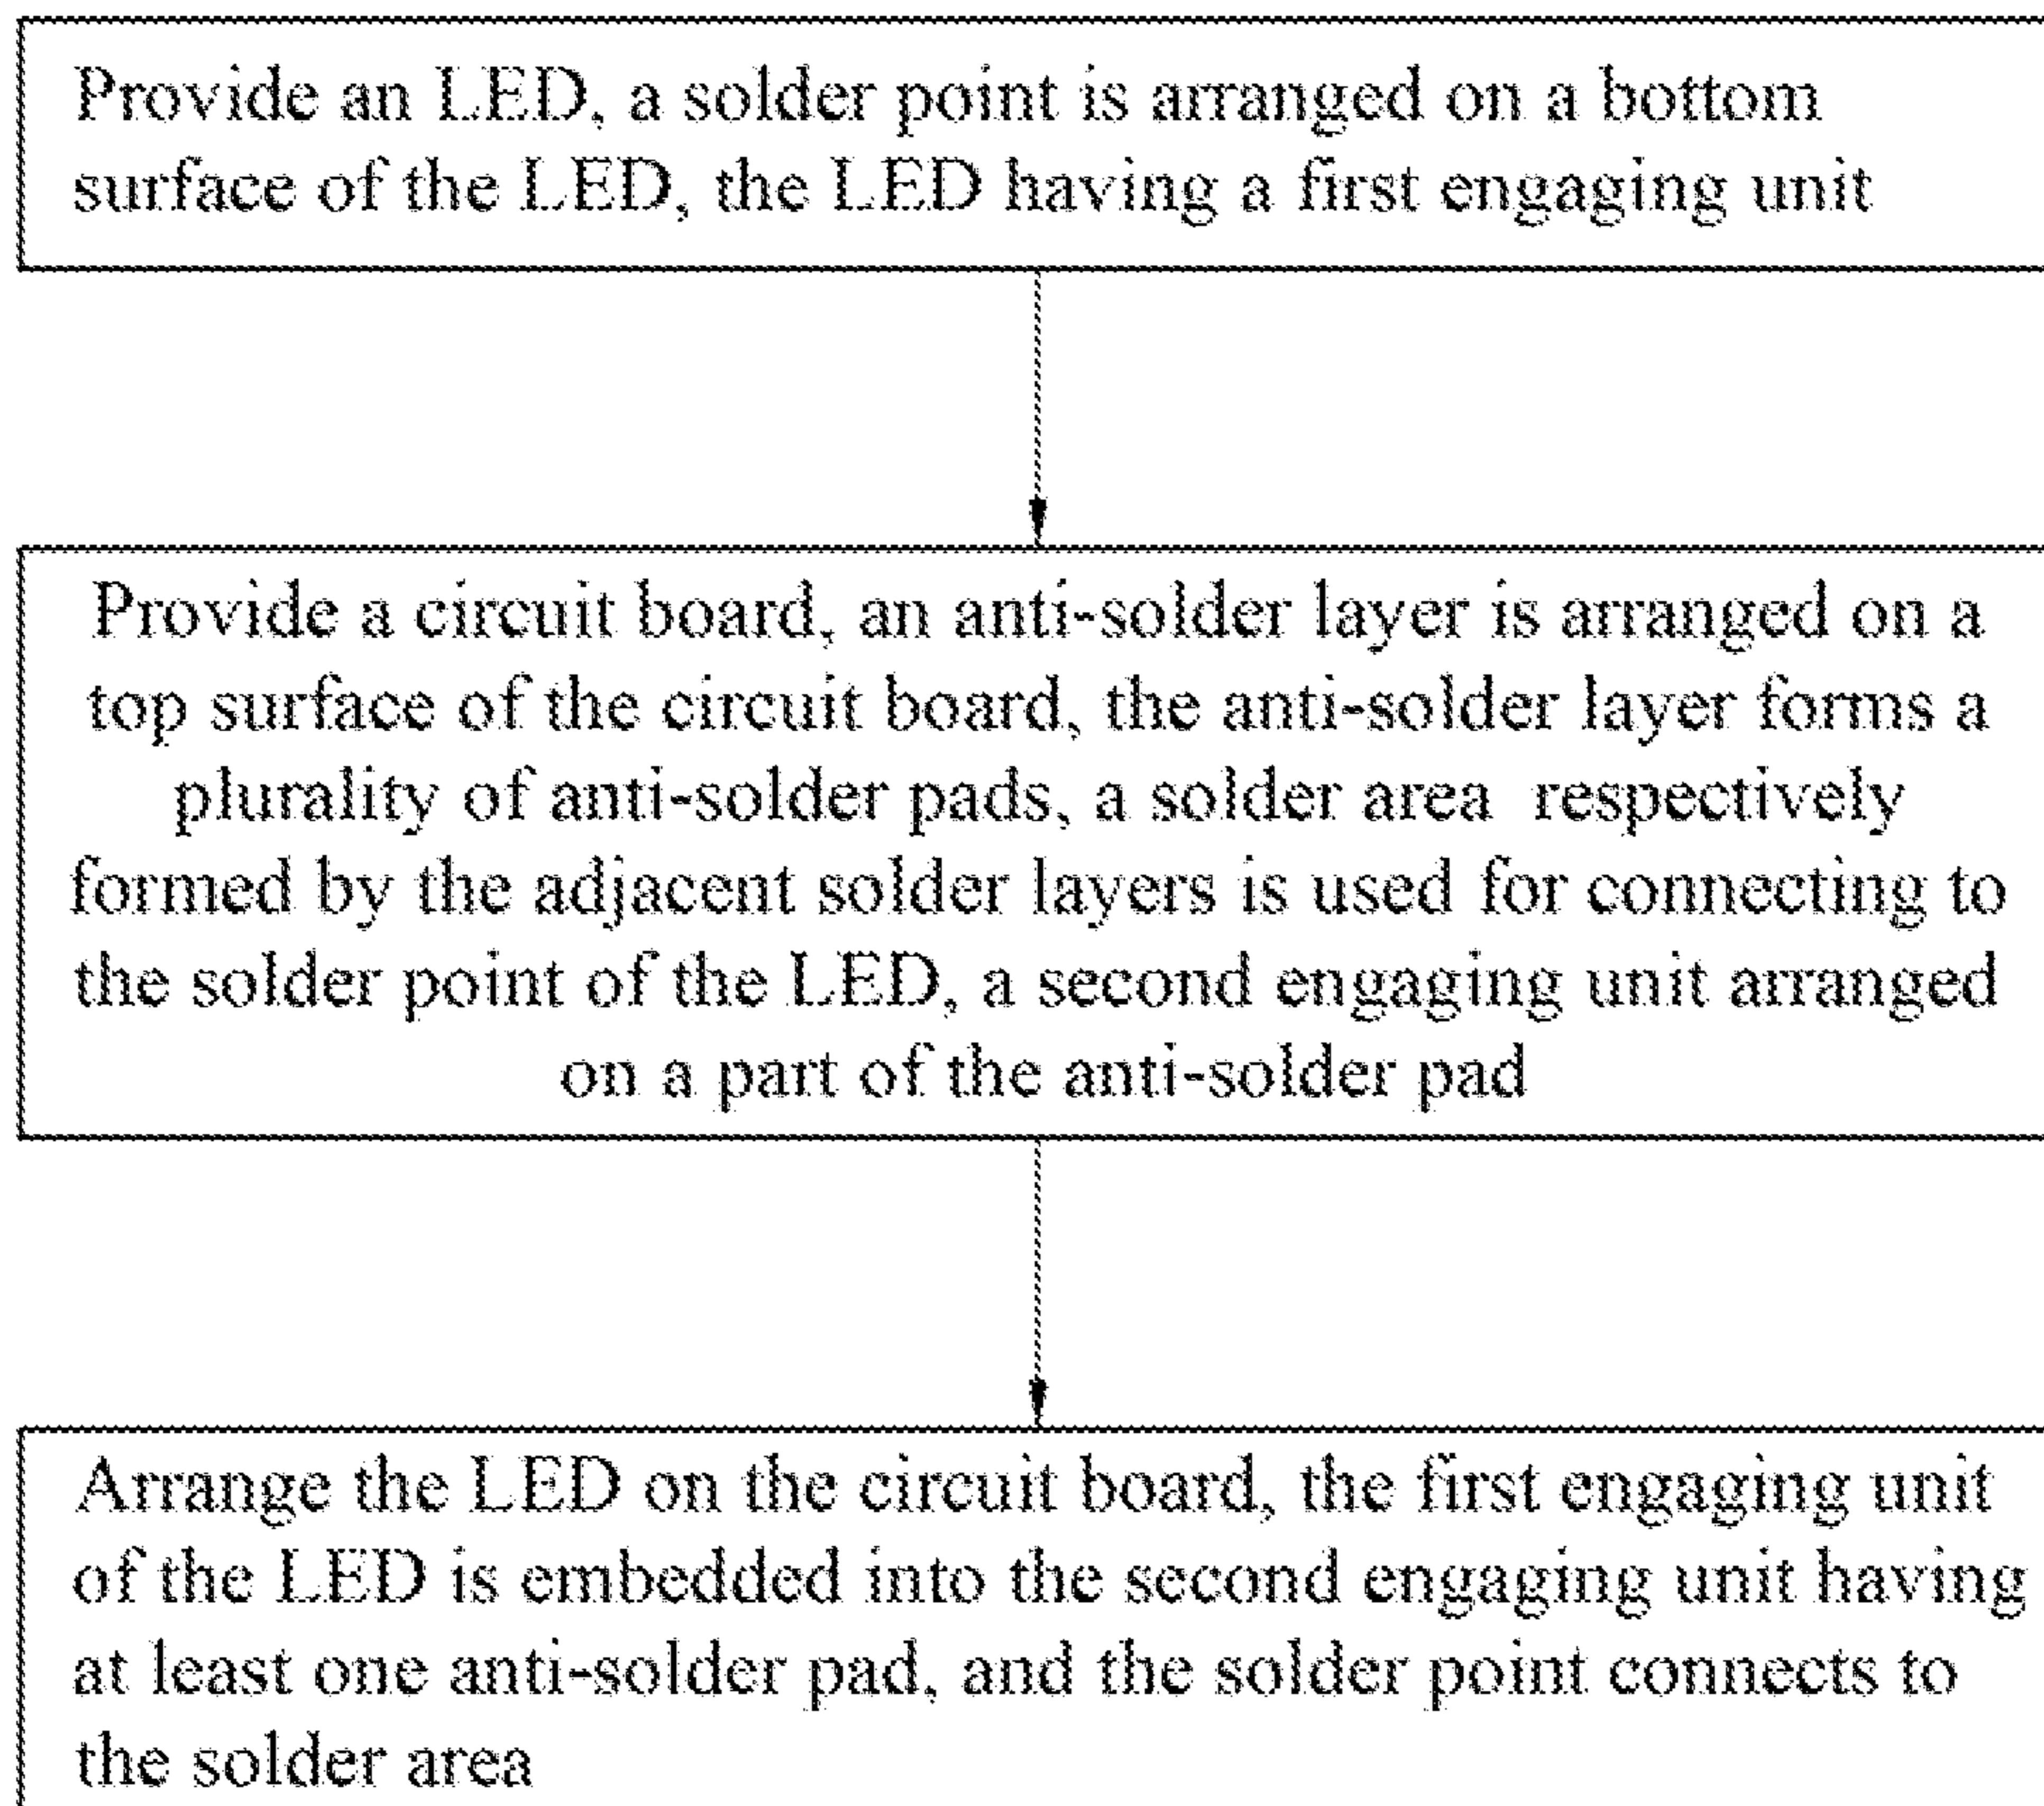 Provide an LED, a solder point is arranged on a bottom
surface of the LED, the LED having a first engaging unit
Provide a circuit board, an anti-solder layer is arranged on a
top surface of the circuit board, the anti-solder layer forms a
plurality of anti-solder pads, a solder area respectively
formed by the adjacent solder layers is used for connecting to
the solder point of the LED, a second engaging unit arranged
on a part of the anti-solder pad
Arrange the LED on the circuit board, the first engaging unit
of the LED is embedded into the second engaging unit having
at least one anti-solder pad, and the solder point connects to
the solder area